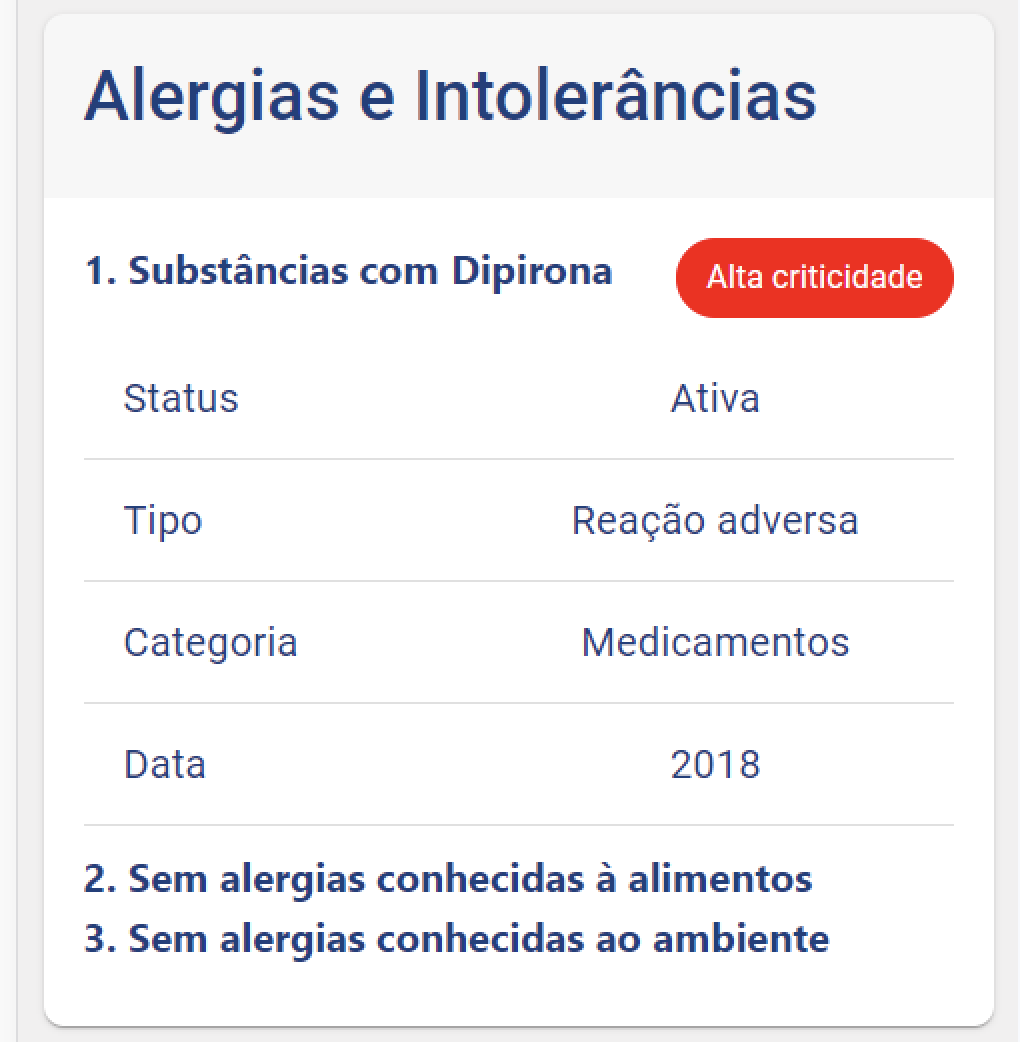 Alergias e Intolerâncias
1. Substâncias com Dipirona Alta criticidade
Status Ativa
Tipo Reação adversa
Categoria Medicamentos
Data 2018
2. Sem alergias conhecidas à alimentos
3. Sem alergias conhecidas ao ambiente